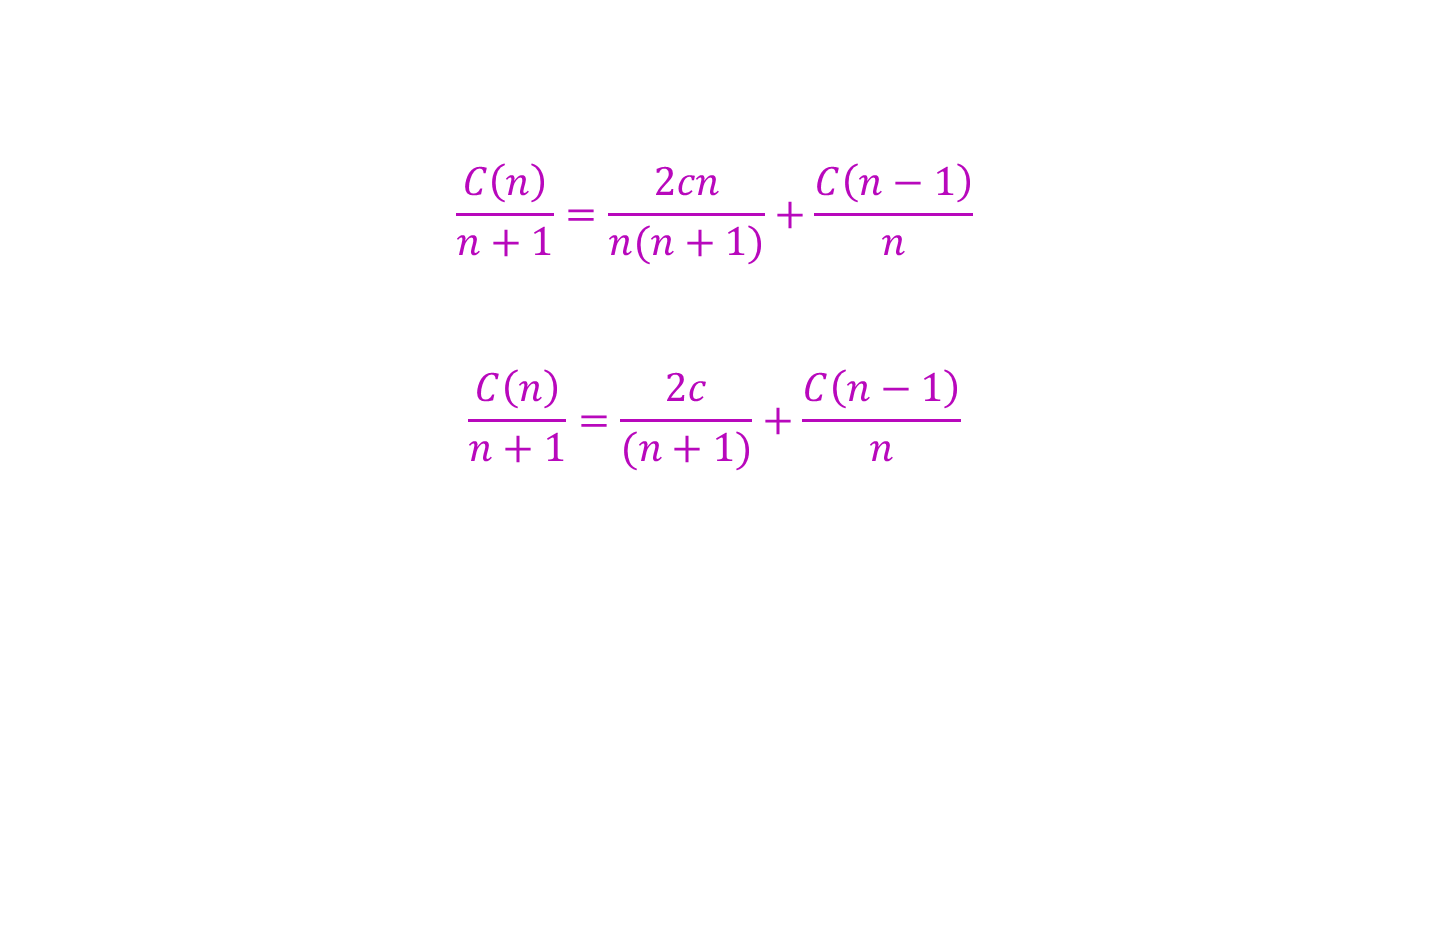 C(n)/(n + 1) = 2cn/(n(n + 1)) + C(n − 1)/n
C(n)/(n + 1) = 2c/((n + 1)) + C(n − 1)/n